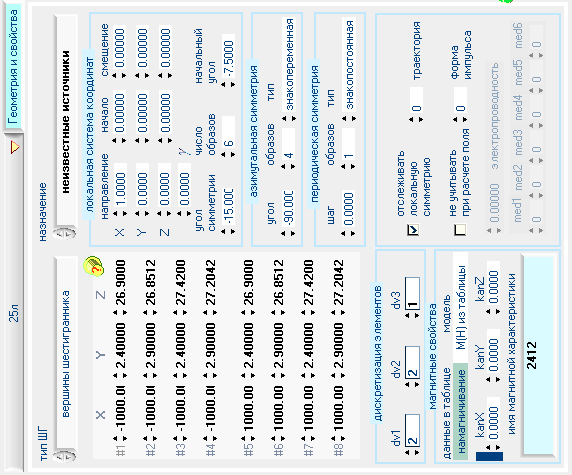 25л
Геометрия и свойства
тип ШГ
назначение
вершины шестигранника
неизвестные источники
X Y Z
#1 -1000.00 2.40000 26.9000
#2 -1000.00 2.90000 26.8512
#3 -1000.00 2.40000 27.4200
#4 -1000.00 2.90000 27.2042
#5 1000.00 2.40000 26.9000
#6 1000.00 2.90000 26.8512
#7 1000.00 2.40000 27.4200
#8 1000.00 2.90000 27.2042
локальная система координат
направление начало смещение
X 1.0000 0.00000 0.00000
Y 0.0000 0.00000 0.00000
Z 0.0000 0.00000 0.00000
0.0000 γ
угол симметрии
число образов
начальный угол
-15.000 6 -7.5000
азимутальная симметрия
угол образов тип
-90.000 4 знакопеременная
периодическая симметрия
шаг образов тип
0.0000 1 знакопостоянная
дискретизация элементов
dv1 dv2 dv3
2 2 1
магнитные свойства
данные в таблице модель
намагничивание М(Н) из таблицы
kanX kanY kanZ
0.0000 0.0000 0.0000
имя магнитной характеристики
2412
отслеживать локальную симметрию
0 траектория
не учитывать при расчете поля
0 форма импульса
0.00000 электропроводность
med1 med2 med3 med4 med5 med6
0 0 0 0 0 0